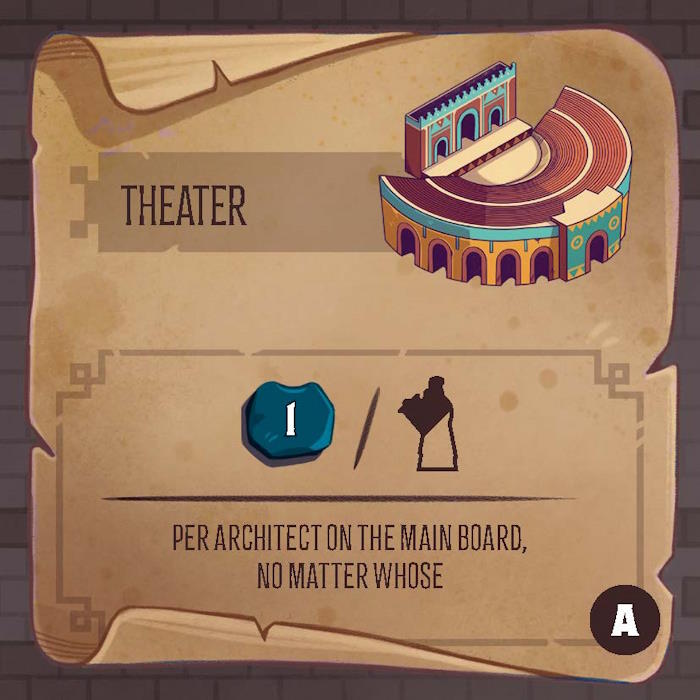 THEATER
1
PER ARCHITECT ON THE MAIN BOARD,
NO MATTER WHOSE
A